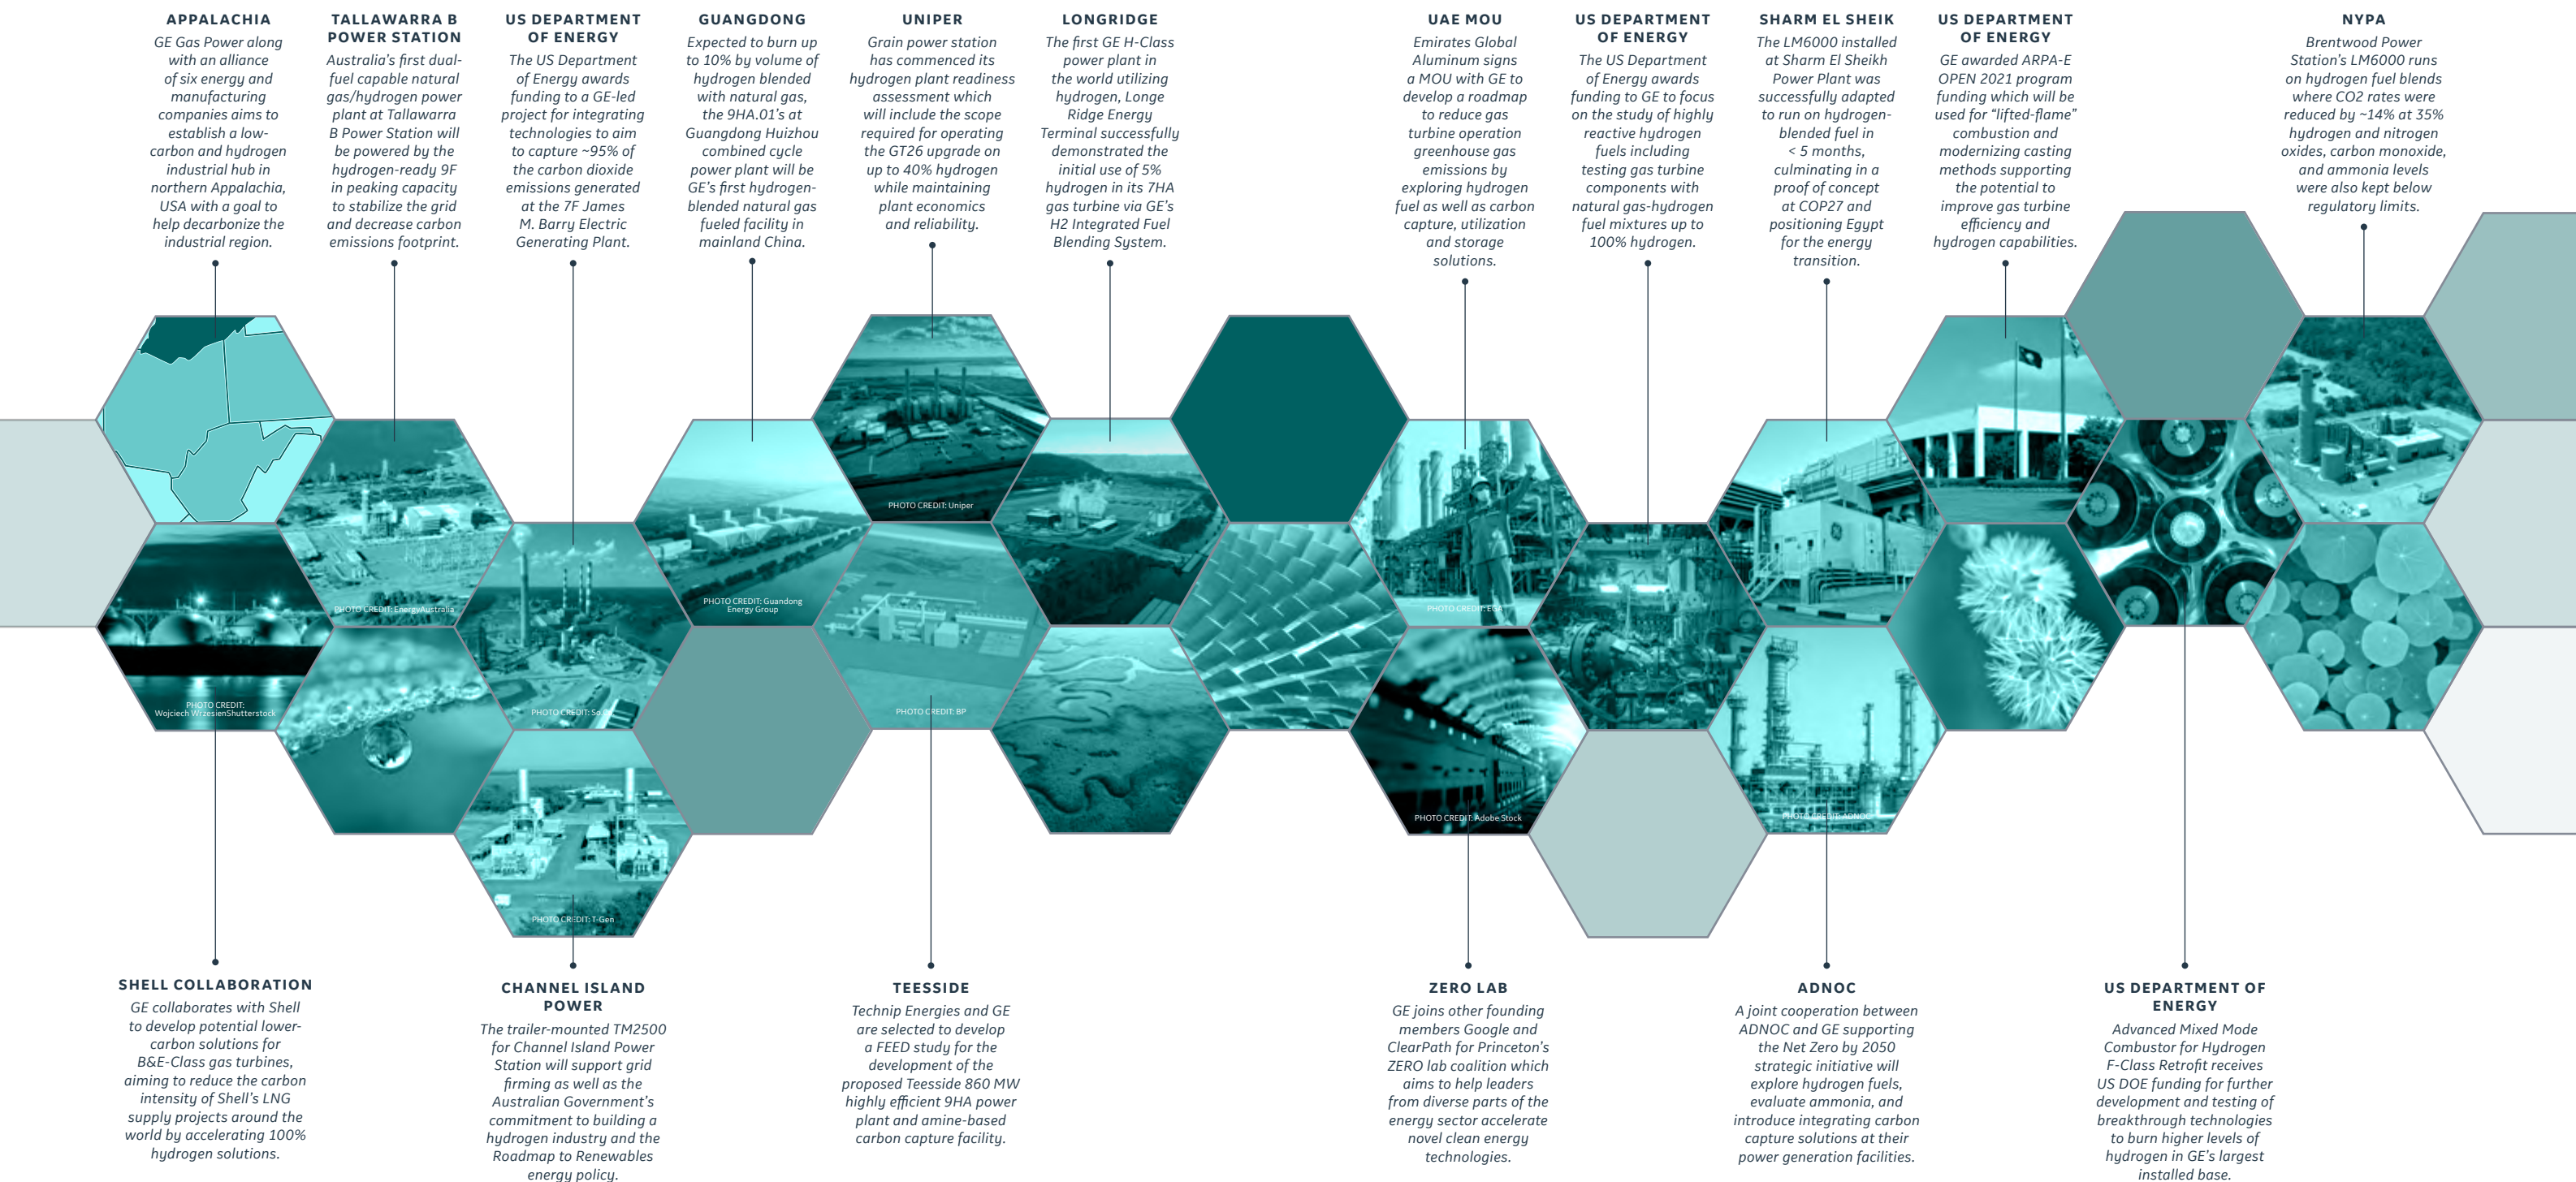 APPALACHIA
GE Gas Power along
with an alliance
of six energy and
manufacturing
companies aims to
establish a low-
carbon and hydrogen
industrial hub in
northern Appalachia,
USA with a goal to
help decarbonize the
industrial region.
TALLAWARRA B
POWER STATION
Australia's first dual-
fuel capable natural
gas/hydrogen power
plant at Tallawarra
B Power Station will
be powered by the
hydrogen-ready 9F
in peaking capacity
to stabilize the grid
and decrease carbon
emissions footprint.
US DEPARTMENT
OF ENERGY
The US Department
of Energy awards
funding to a GE-led
project for integrating
technologies to aim
to capture ~95% of
the carbon dioxide
emissions generated
at the 7F James
M. Barry Electric
Generating Plant.
GUANGDONG
Expected to burn up
to 10% by volume of
hydrogen blended
with natural gas,
the 9HA.01's at
Guangdong Huizhou
combined cycle
power plant will be
GE's first hydrogen-
blended natural gas
fueled facility in
mainland China.
UNIPER
Grain power station
has commenced its
hydrogen plant readiness
assessment which
will include the scope
required for operating
the GT26 upgrade on
up to 40% hydrogen
while maintaining
plant economics
and reliability.
LONGRIDGE
The first GE H-Class
power plant in
the world utilizing
hydrogen, Longe
Ridge Energy
Terminal successfully
demonstrated the
initial use of 5%
hydrogen in its 7HA
gas turbine via GE's
H2 Integrated Fuel
Blending System.
UAE MOU
Emirates Global
Aluminum signs
a MOU with GE to
develop a roadmap
to reduce gas
turbine operation
greenhouse gas
emissions by
exploring hydrogen
fuel as well as carbon
capture, utilization
and storage
solutions.
US DEPARTMENT
OF ENERGY
The US Department
of Energy awards
funding to GE to focus
on the study of highly
reactive hydrogen
fuels including
testing gas turbine
components with
natural gas-hydrogen
fuel mixtures up to
100% hydrogen.
SHARM EL SHEIK
The LM6000 installed
at Sharm El Sheikh
Power Plant was
successfully adapted
to run on hydrogen-
blended fuel in
< 5 months,
culminating in a
proof of concept
at COP27 and
positioning Egypt
for the energy
transition.
US DEPARTMENT
OF ENERGY
GE awarded ARPA-E
OPEN 2021 program
funding which will be
used for “lifted-flame”
combustion and
modernizing casting
methods supporting
the potential to
improve gas turbine
efficiency and
hydrogen capabilities.
NYPA
Brentwood Power
Station's LM6000 runs
on hydrogen fuel blends
where CO2 rates were
reduced by ~14% at 35%
hydrogen and nitrogen
oxides, carbon monoxide,
and ammonia levels
were also kept below
regulatory limits.
PHOTO CREDIT: Uniper
PHOTO CREDIT: Guandong
Energy Group
PHOTO CREDIT: EnergyAustralia
PHOTO CREDIT: EGA
PHOTO CREDIT:
Wojciech WrzesienShutterstock
PHOTO CREDIT: So
PHOTO CREDIT: BP
PHOTO CREDIT: Adobe Stock
PHOTO CREDIT: ADNOC
PHOTO CREDIT: T-Gen
SHELL COLLABORATION
GE collaborates with Shell
to develop potential lower-
carbon solutions for
B&E-Class gas turbines,
aiming to reduce the carbon
intensity of Shell's LNG
supply projects around the
world by accelerating 100%
hydrogen solutions.
CHANNEL ISLAND
POWER
The trailer-mounted TM2500
for Channel Island Power
Station will support grid
firming as well as the
Australian Government's
commitment to building a
hydrogen industry and the
Roadmap to Renewables
energy policy.
TEESSIDE
Technip Energies and GE
are selected to develop
a FEED study for the
development of the
proposed Teesside 860 MW
highly efficient 9HA power
plant and amine-based
carbon capture facility.
ZERO LAB
GE joins other founding
members Google and
ClearPath for Princeton's
ZERO lab coalition which
aims to help leaders
from diverse parts of the
energy sector accelerate
novel clean energy
technologies.
ADNOC
A joint cooperation between
ADNOC and GE supporting
the Net Zero by 2050
strategic initiative will
explore hydrogen fuels,
evaluate ammonia, and
introduce integrating carbon
capture solutions at their
power generation facilities.
US DEPARTMENT OF
ENERGY
Advanced Mixed Mode
Combustor for Hydrogen
F-Class Retrofit receives
US DOE funding for further
development and testing of
breakthrough technologies
to burn higher levels of
hydrogen in GE's largest
installed base.